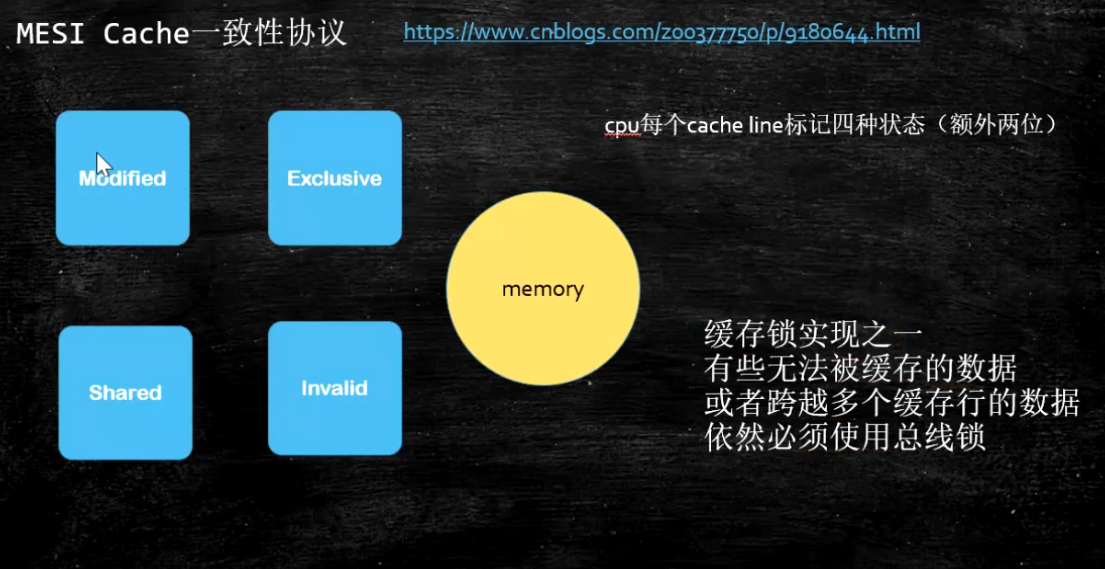 MESI Cache一致性协议
https://www.cnblogs.com/z00377750/p/9180644.html
cpu每个cache line标记四种状态（额外两位）
Modified
Exclusive
memory
Shared
Invalid
缓存锁实现之一
有些无法被缓存的数据
或者跨越多个缓存行的数据
依然必须使用总线锁